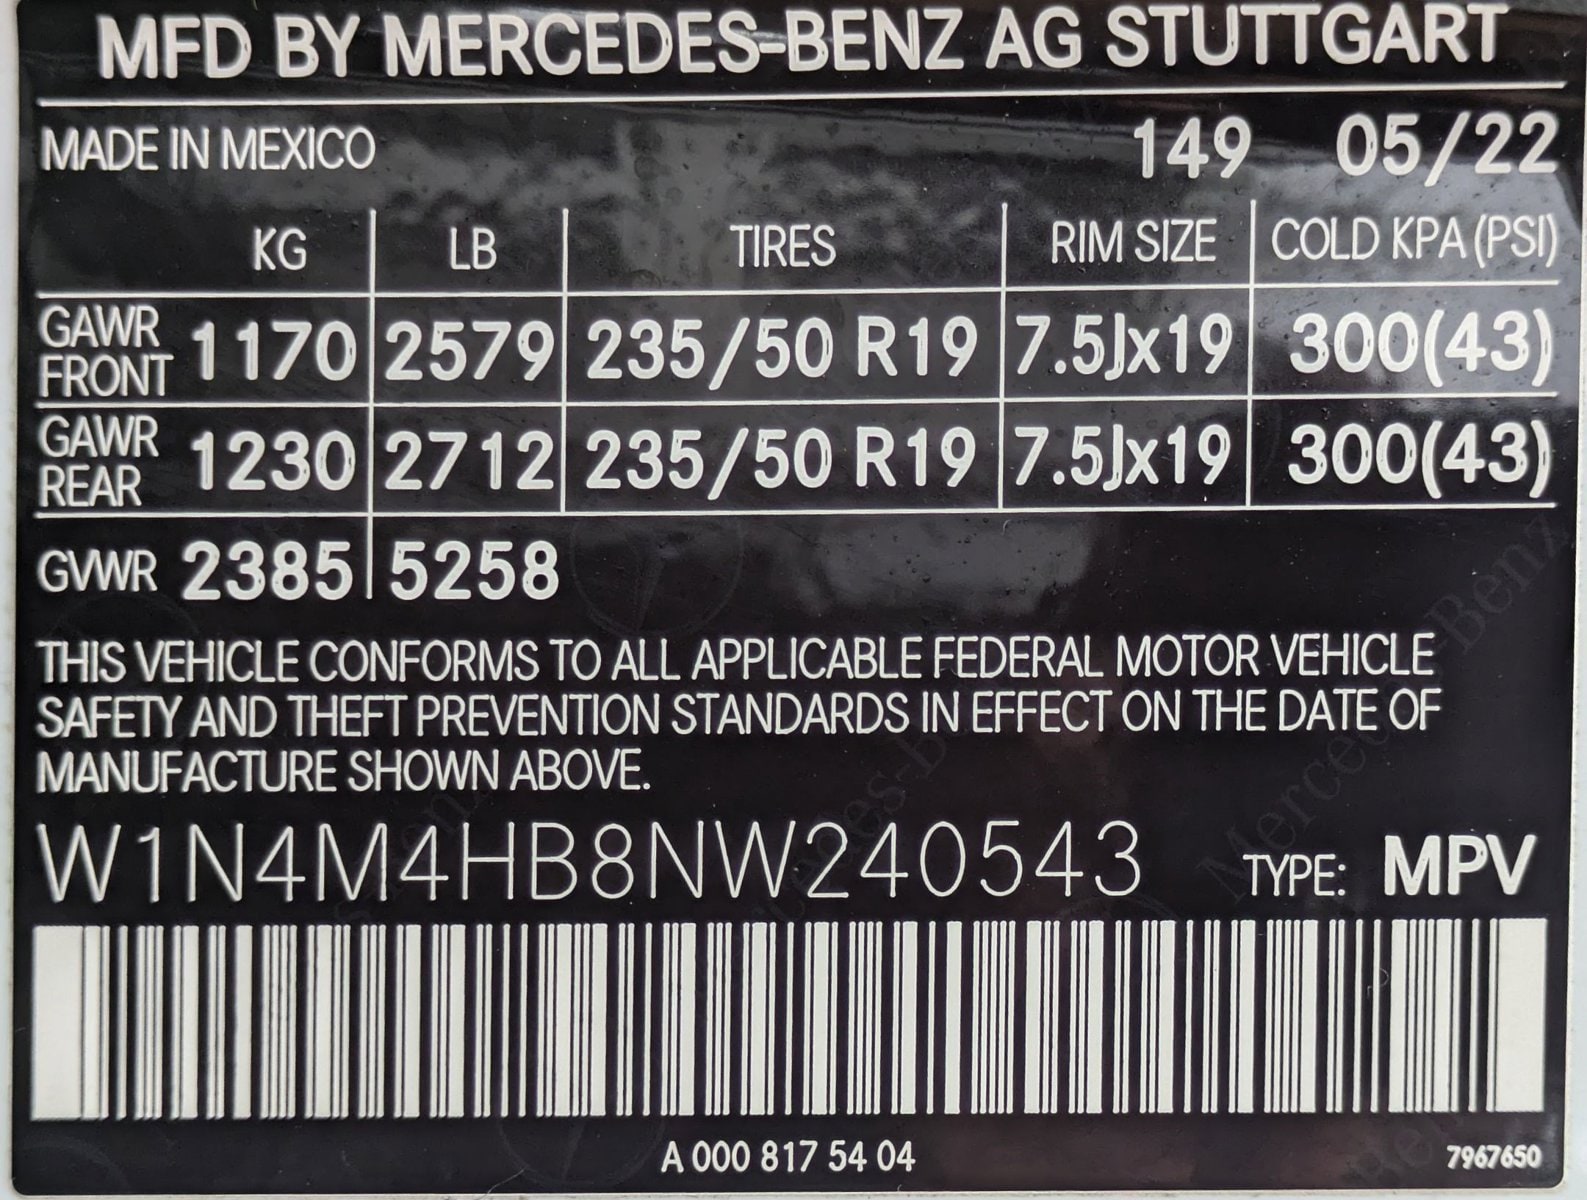 MFD BY MERCEDES-BENZ AG STUTTGART
MADE IN MEXICO 149 05/22
KG LB TIRES RIM SIZE COLD KPA (PSI)
GAWR FRONT 1170 2579 235/50 R19 7.5Jx19 300(43)
GAWR REAR 1230 2712 235/50 R19 7.5Jx19 300(43)
GVWR 2385 5258
THIS VEHICLE CONFORMS TO ALL APPLICABLE FEDERAL MOTOR VEHICLE
SAFETY AND THEFT PREVENTION STANDARDS IN EFFECT ON THE DATE OF
MANUFACTURE SHOWN ABOVE.
W1N4M4HB8NW240543 TYPE: MPV
A 000 817 54 04 7967650